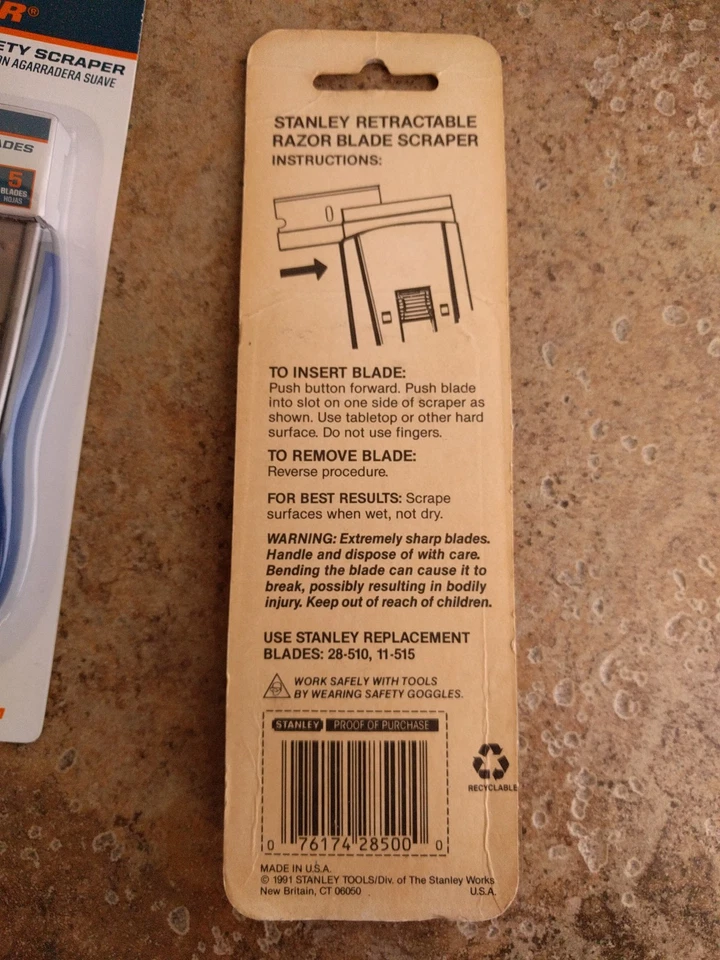 R®
ETY SCRAPER
ON AGARRADERA SUAVE
ADES
5
BLADES
HOJAS
STANLEY RETRACTABLE
RAZOR BLADE SCRAPER
INSTRUCTIONS:
TO INSERT BLADE:
Push button forward. Push blade
into slot on one side of scraper as
shown. Use tabletop or other hard
surface. Do not use fingers.
TO REMOVE BLADE:
Reverse procedure.
FOR BEST RESULTS: Scrape
surfaces when wet, not dry.
WARNING: Extremely sharp blades.
Handle and dispose of with care.
Bending the blade can cause it to
break, possibly resulting in bodily
injury. Keep out of reach of children.
USE STANLEY REPLACEMENT
BLADES: 28-510, 11-515
WORK SAFELY WITH TOOLS
BY WEARING SAFETY GOGGLES.
STANLEY PROOF OF PURCHASE
0 76174 28500 0
RECYCLABLE
MADE IN U.S.A.
© 1991 STANLEY TOOLS/Div. of The Stanley Works
New Britain, CT 06050 U.S.A.